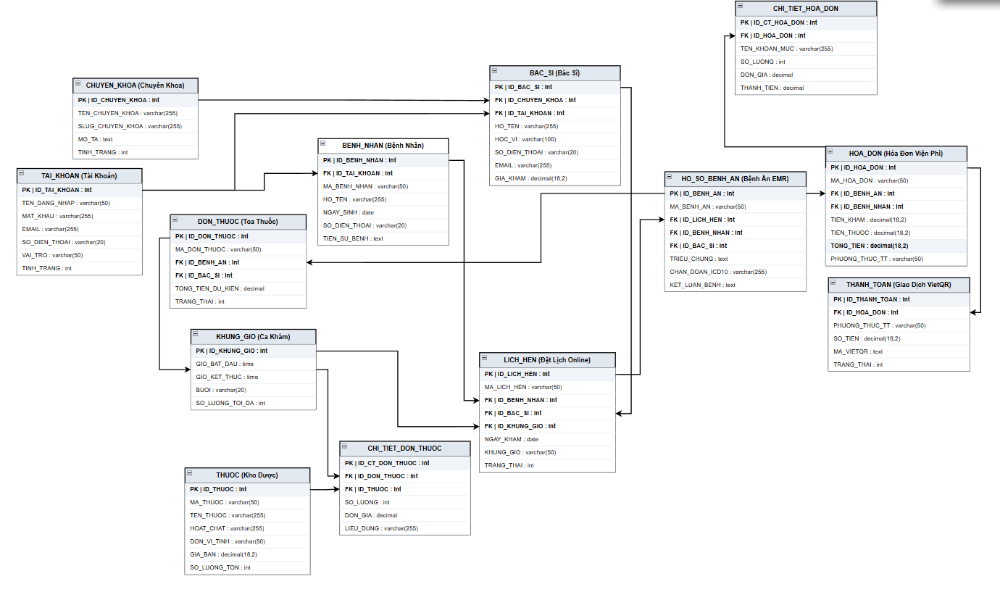 CHI_TIET_HOA_DON
PK | ID_CT_HOA_DON : Int
FK | ID_HOA_DON : Int
TEN_KHOAN_MUC : varchar(255)
SO_LUONG : int
DON_GIA : decimal
THANH_TIEN : decimal
BAC_SI (Bác Sĩ)
PK | ID_BAC_SI : Int
FK | ID_CHUYEN_KHOA : Int
FK | ID_TAI_KHOAN : Int
HO_TEN : varchar(255)
HOC_VI : varchar(100)
SO_DIEN_THOAI : varchar(20)
EMAIL : varchar(255)
GIA_KHAM : decimal(18,2)
CHUYEN_KHOA (Chuyên Khoa)
PK | ID_CHUYEN_KHOA : Int
TEN_CHUYEN_KHOA : varchar(255)
SLUG_CHUYEN_KHOA : varchar(255)
MO_TA : text
TINH_TRANG : int
BENH_NHAN (Bệnh Nhân)
PK | ID_BENH_NHAN : Int
FK | ID_TAI_KHOAN : Int
MA_BENH_NHAN : varchar(50)
HO_TEN : varchar(255)
NGAY_SINH : date
SO_DIEN_THOAI : varchar(20)
TIEN_SU_BENH : text
HOA_DON (Hóa Đơn Viện Phí)
PK | ID_HOA_DON : Int
MA_HOA_DON : varchar(50)
FK | ID_BENH_AN : Int
FK | ID_BENH_NHAN : Int
TIEN_KHAM : decimal(18,2)
TIEN_THUOC : decimal(18,2)
TONG_TIEN : decimal(18,2)
PHUONG_THUC_TT : varchar(50)
TAI_KHOAN (Tài Khoản)
PK | ID_TAI_KHOAN : Int
TEN_DANG_NHAP : varchar(50)
MAT_KHAU : varchar(255)
EMAIL : varchar(255)
SO_DIEN_THOAI : varchar(20)
VAI_TRO : varchar(50)
TINH_TRANG : int
HO_SO_BENH_AN (Bệnh Án EMR)
PK | ID_BENH_AN : Int
MA_BENH_AN : varchar(50)
FK | ID_LICH_HEN : Int
FK | ID_BENH_NHAN : Int
FK | ID_BAC_SI : Int
TRIEU_CHUNG : text
CHAN_DOAN_ICD10 : varchar(255)
KET_LUAN_BENH : text
DON_THUOC (Toa Thuốc)
PK | ID_DON_THUOC : Int
MA_DON_THUOC : varchar(50)
FK | ID_BENH_AN : Int
FK | ID_BAC_SI : Int
TONG_TIEN_DU_KIEN : decimal
TRANG_THAI : int
THANH_TOAN (Giao Dịch VietQR)
PK | ID_THANH_TOAN : Int
FK | ID_HOA_DON : Int
PHUONG_THUC_TT : varchar(50)
SO_TIEN : decimal(18,2)
MA_VIETQR : text
TRANG_THAI : int
KHUNG_GIO (Ca Khám)
PK | ID_KHUNG_GIO : Int
GIO_BAT_DAU : time
GIO_KET_THUC : time
BUOI : varchar(20)
SO_LUONG_TOI_DA : int
LICH_HEN (Đặt Lịch Online)
PK | ID_LICH_HEN : Int
MA_LICH_HEN : varchar(50)
FK | ID_BENH_NHAN : Int
FK | ID_BAC_SI : Int
FK | ID_KHUNG_GIO : Int
NGAY_KHAM : date
KHUNG_GIO : varchar(50)
TRANG_THAI : int
CHI_TIET_DON_THUOC
PK | ID_CT_DON_THUOC : Int
FK | ID_DON_THUOC : Int
FK | ID_THUOC : Int
SO_LUONG : int
DON_GIA : decimal
LIEU_DUNG : varchar(255)
THUOC (Kho Dược)
PK | ID_THUOC : Int
MA_THUOC : varchar(50)
TEN_THUOC : varchar(255)
HOAT_CHAT : varchar(255)
DON_VI_TINH : varchar(50)
GIA_BAN : decimal(18,2)
SO_LUONG_TON : int